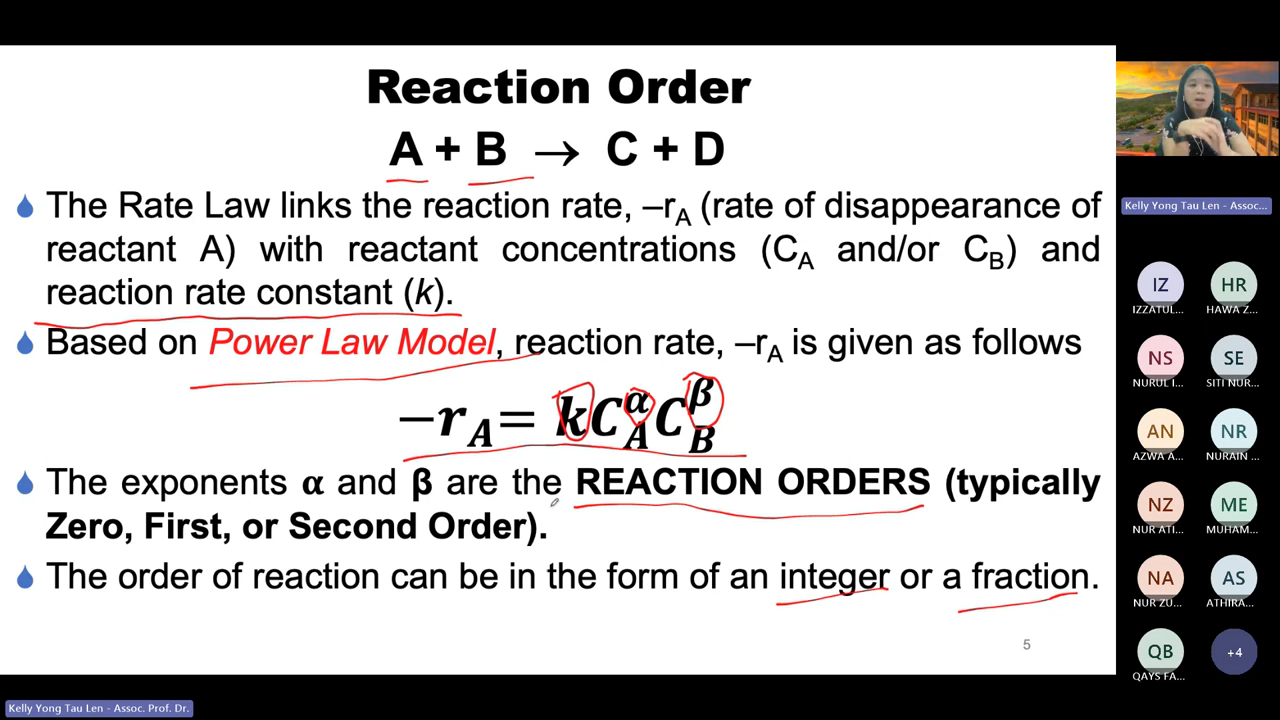 Reaction Order
A + B → C + D
The Rate Law links the reaction rate, –rA (rate of disappearance of
reactant A) with reactant concentrations (CA and/or CB) and
reaction rate constant (k).
Based on Power Law Model, reaction rate, –rA is given as follows
−rA= kCA^α CB^β
The exponents α and β are the REACTION ORDERS (typically
Zero, First, or Second Order).
The order of reaction can be in the form of an integer or a fraction.
5
Kelly Yong Tau Len - Assoc. Prof. Dr.
Kelly Yong Tau Len - Assoc...
IZ
IZZATUL...
HR
HAWA Z...
NS
NURUL I...
SE
SITI NUR...
AN
AZWA A...
NR
NURAIN ...
NZ
NUR ATI...
ME
MUHAM...
NA
NUR ZU...
AS
ATHIRA...
QB
QAYS FA...
+4